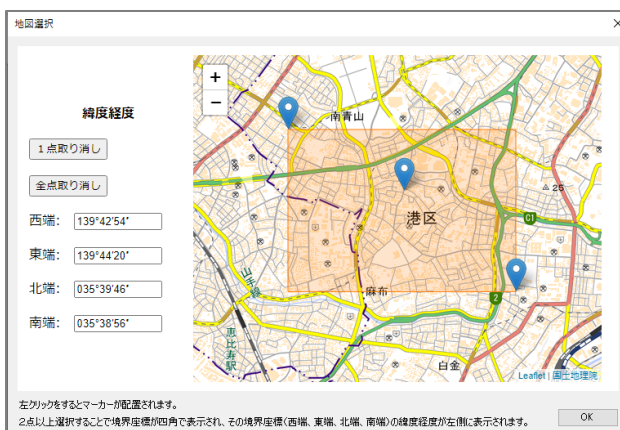 地図選択
緯度経度
1点取り消し
全点取り消し
西端: 139°42'54"
東端: 139°44'20"
北端: 035°39'46"
南端: 035°38'56"
+
−
南青山
25
港区
C1
麻布
2
山手線
恵比寿駅
白金
Leaflet | 国土地理院
左クリックをするとマーカーが配置されます。
2点以上選択することで境界座標が四角で表示され、その境界座標(西端、東端、北端、南端)の緯度経度が左側に表示されます。
OK